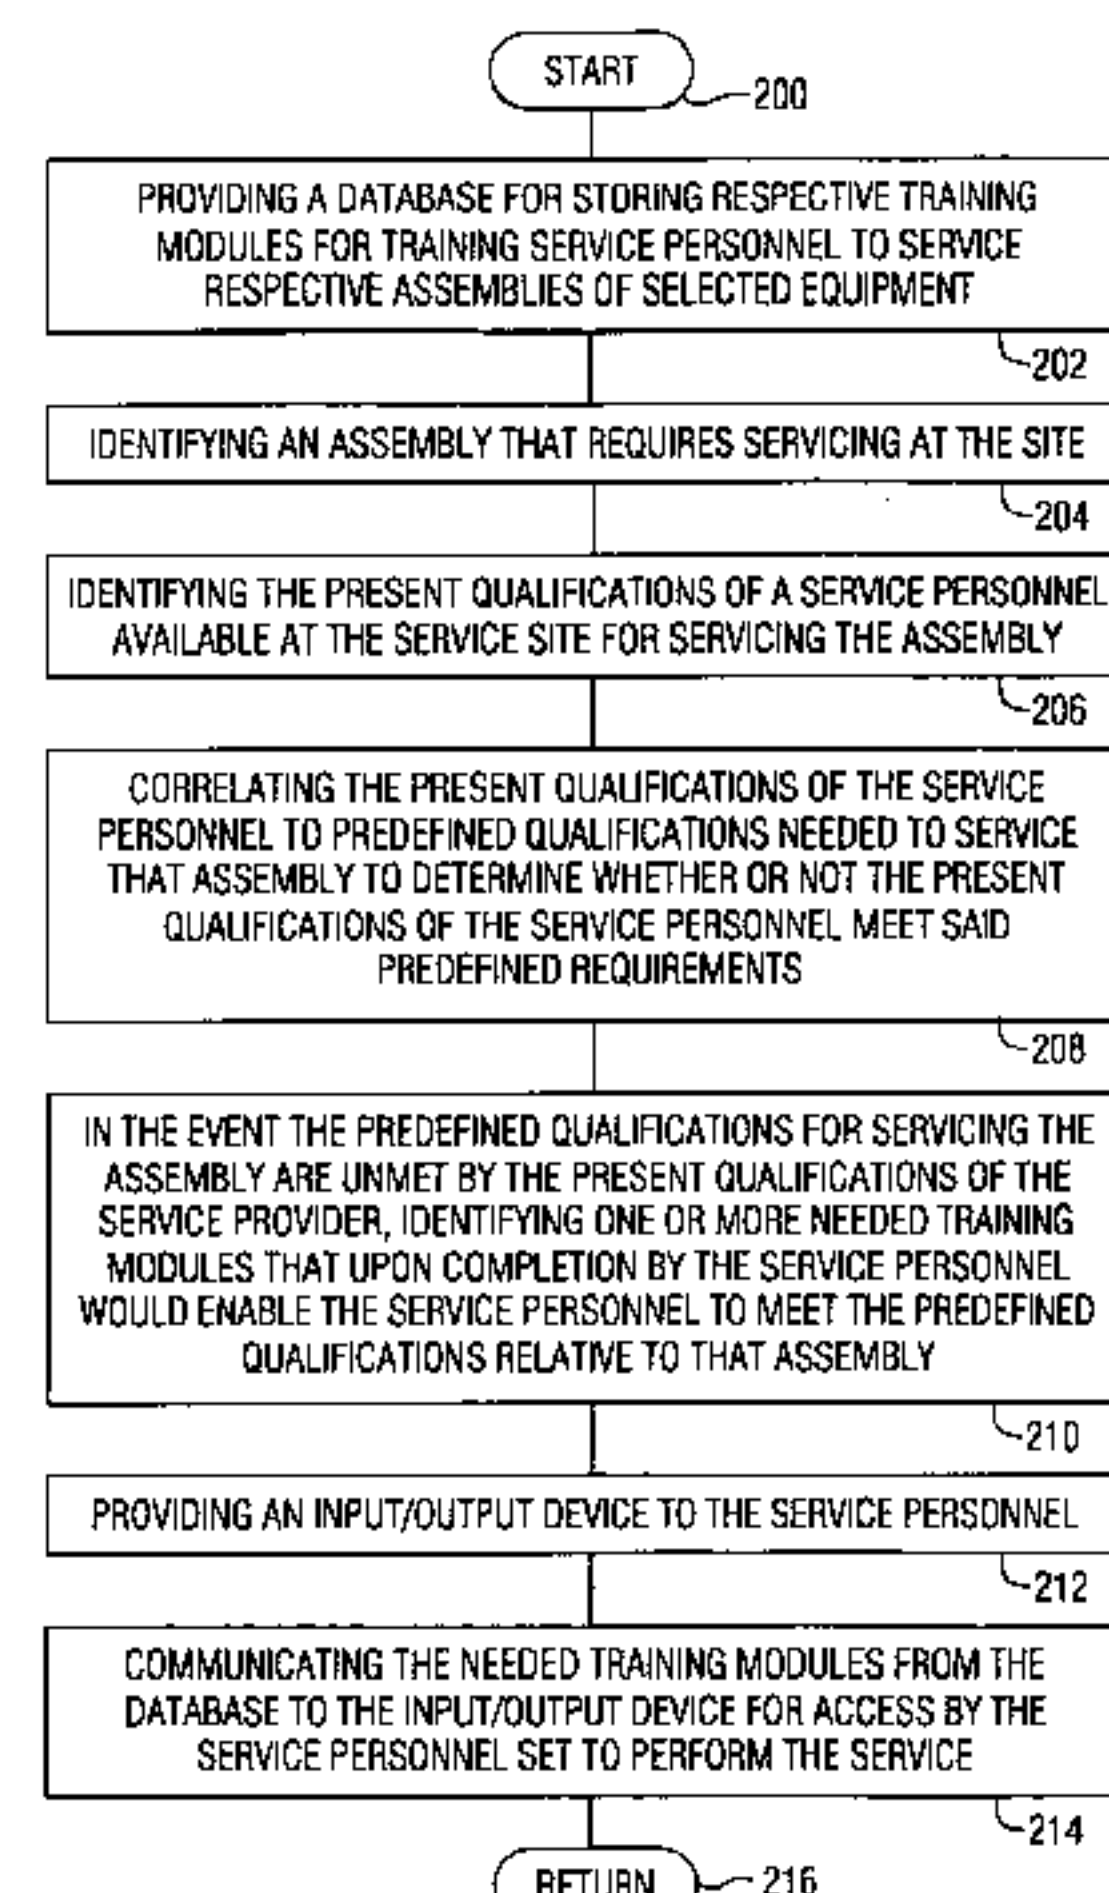 START
200
PROVIDING A DATABASE FOR STORING RESPECTIVE TRAINING
MODULES FOR TRAINING SERVICE PERSONNEL TO SERVICE
RESPECTIVE ASSEMBLIES OF SELECTED EQUIPMENT
202
IDENTIFYING AN ASSEMBLY THAT REQUIRES SERVICING AT THE SITE
204
IDENTIFYING THE PRESENT QUALIFICATIONS OF A SERVICE PERSONNEL
AVAILABLE AT THE SERVICE SITE FOR SERVICING THE ASSEMBLY
206
CORRELATING THE PRESENT QUALIFICATIONS OF THE SERVICE
PERSONNEL TO PREDEFINED QUALIFICATIONS NEEDED TO SERVICE
THAT ASSEMBLY TO DETERMINE WHETHER OR NOT THE PRESENT
QUALIFICATIONS OF THE SERVICE PERSONNEL MEET SAID
PREDEFINED REQUIREMENTS
208
IN THE EVENT THE PREDEFINED QUALIFICATIONS FOR SERVICING THE
ASSEMBLY ARE UNMET BY THE PRESENT QUALIFICATIONS OF THE
SERVICE PROVIDER, IDENTIFYING ONE OR MORE NEEDED TRAINING
MODULES THAT UPON COMPLETION BY THE SERVICE PERSONNEL
WOULD ENABLE THE SERVICE PERSONNEL TO MEET THE PREDEFINED
QUALIFICATIONS RELATIVE TO THAT ASSEMBLY
210
PROVIDING AN INPUT/OUTPUT DEVICE TO THE SERVICE PERSONNEL
212
COMMUNICATING THE NEEDED TRAINING MODULES FROM THE
DATABASE TO THE INPUT/OUTPUT DEVICE FOR ACCESS BY THE
SERVICE PERSONNEL SET TO PERFORM THE SERVICE
214
RETURN
216